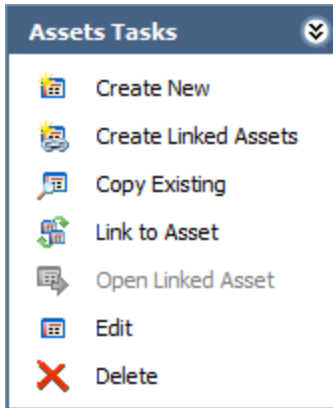 Assets Tasks
Create New
Create Linked Assets
Copy Existing
Link to Asset
Open Linked Asset
Edit
Delete